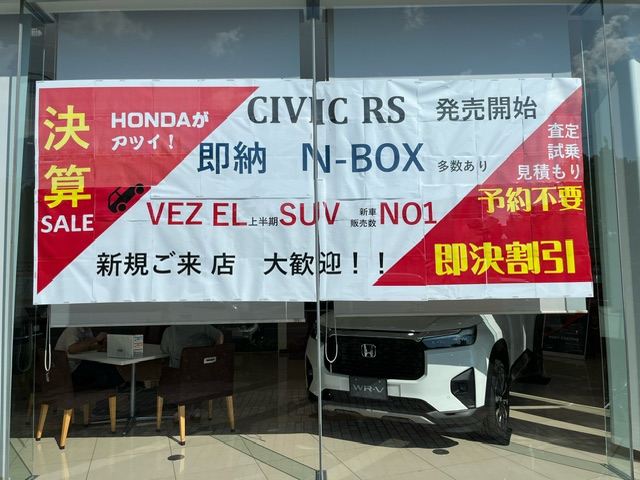 決算
SALE
HONDAが
アツイ！
CIVIC RS 発売開始
即納 N-BOX 多数あり
VEZEL 上半期 SUV 新車販売数 NO1
新規ご来店 大歓迎！！
査定
試乗
見積もり
予約不要
即決割引
WR-V